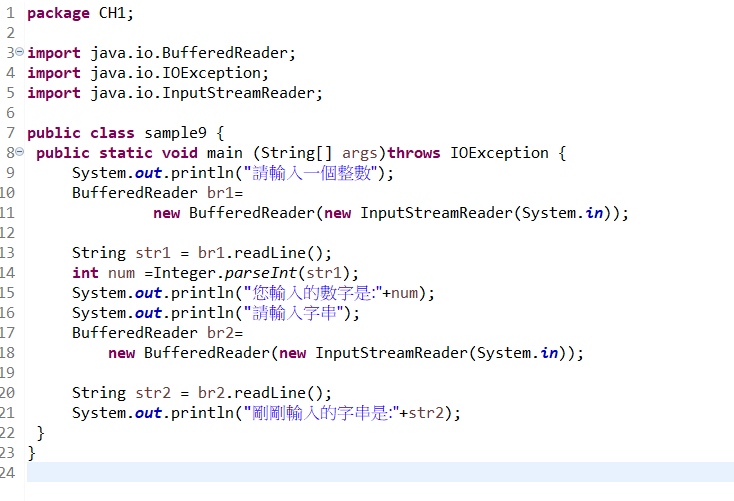 1 package CH1;
2
3 import java.io.BufferedReader;
4 import java.io.IOException;
5 import java.io.InputStreamReader;
6
7 public class sample9 {
8  public static void main (String[] args)throws IOException {
9      System.out.println("請輸入一個整數");
10     BufferedReader br1=
11              new BufferedReader(new InputStreamReader(System.in));
12
13     String str1 = br1.readLine();
14     int num =Integer.parseInt(str1);
15     System.out.println("您輸入的數字是:"+num);
16     System.out.println("請輸入字串");
17     BufferedReader br2=
18         new BufferedReader(new InputStreamReader(System.in));
19
20     String str2 = br2.readLine();
21     System.out.println("剛剛輸入的字串是:"+str2);
22  }
23 }
24